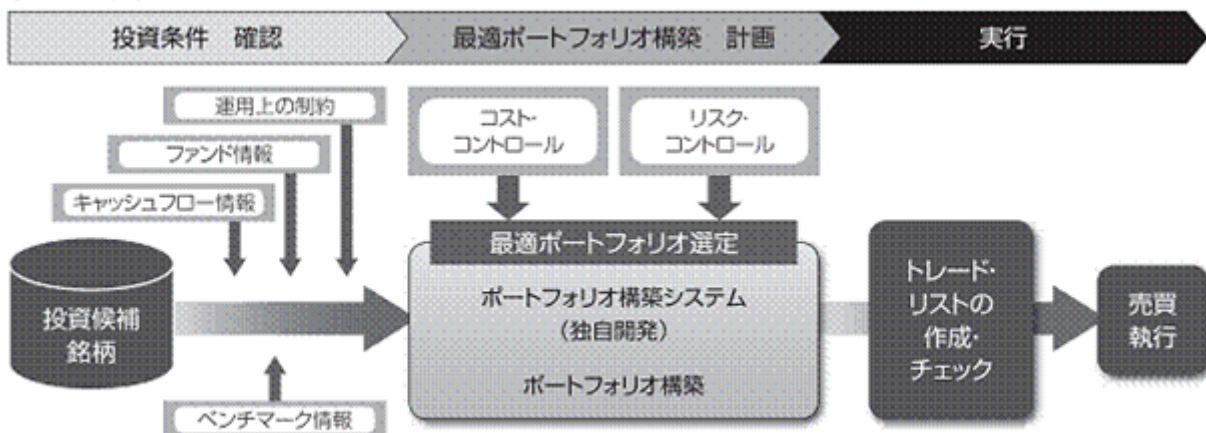 投資条件 確認
最適ポートフォリオ構築 計画
実行
運用上の制約
ファンド情報
キャッシュフロー情報
投資候補
銘柄
ベンチマーク情報
コスト・
コントロール
リスク・
コントロール
最適ポートフォリオ選定
ポートフォリオ構築システム
（独自開発）
ポートフォリオ構築
トレード・
リストの
作成・
チェック
売買
執行